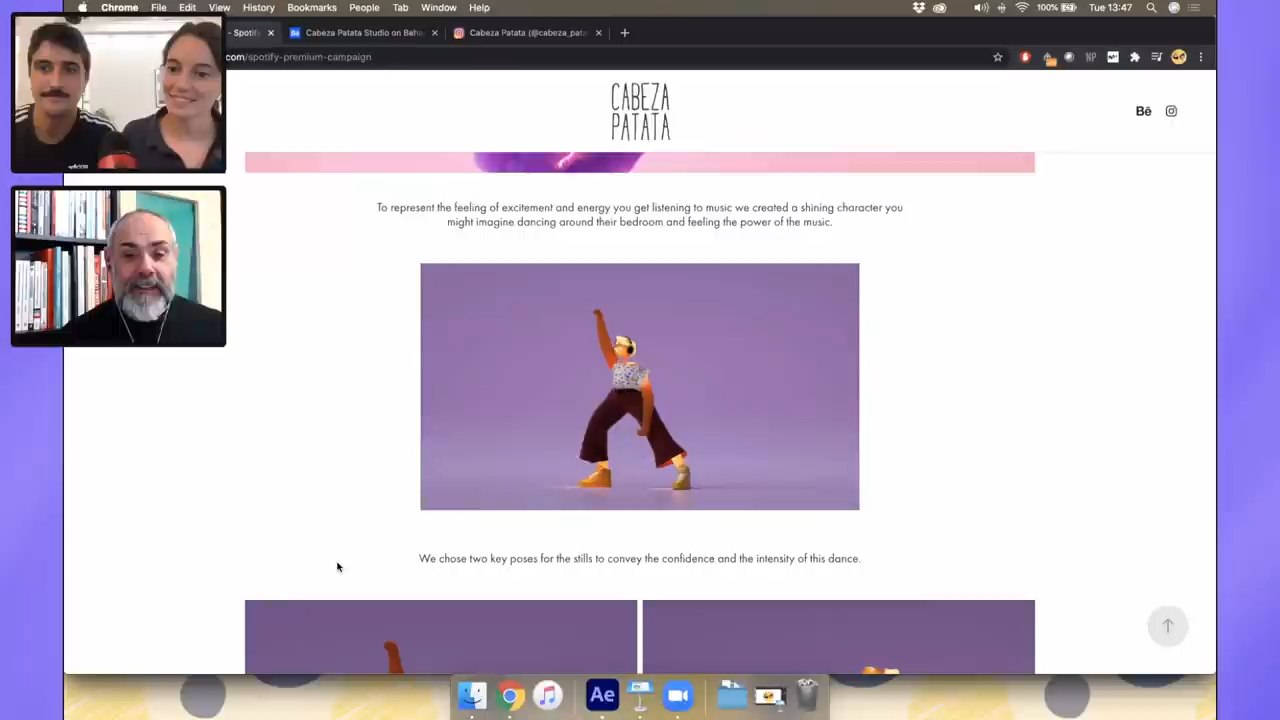 Chrome File Edit View History Bookmarks People Tab Window Help 100% Tue 13:47
- Spotif Cabeza Patata Studio on Beha Cabeza Patata (@cabeza_pata
com/spotify-premium-campaign NP
CABEZA
PATATA
Bē
To represent the feeling of excitement and energy you get listening to music we created a shining character you
might imagine dancing around their bedroom and feeling the power of the music.
We chose two key poses for the stills to convey the confidence and the intensity of this dance.
Ae